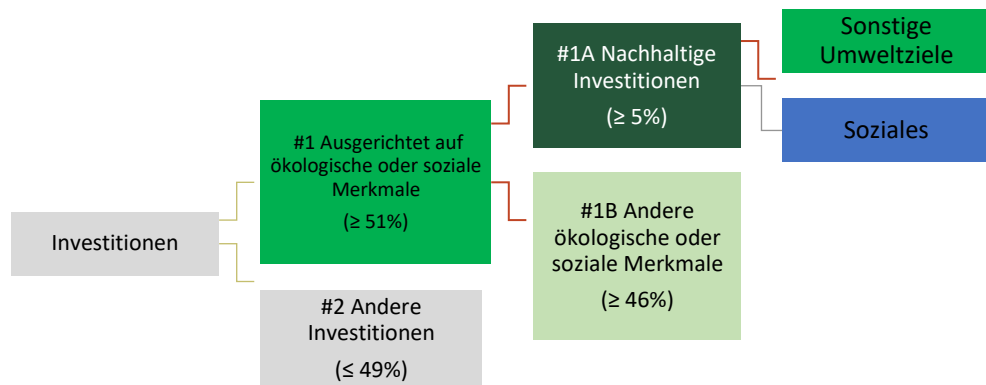 Investitionen
#1 Ausgerichtet auf
ökologische oder soziale
Merkmale
(≥ 51%)
#2 Andere
Investitionen
(≤ 49%)
#1A Nachhaltige
Investitionen
(≥ 5%)
#1B Andere
ökologische oder
soziale Merkmale
(≥ 46%)
Sonstige
Umweltziele
Soziales